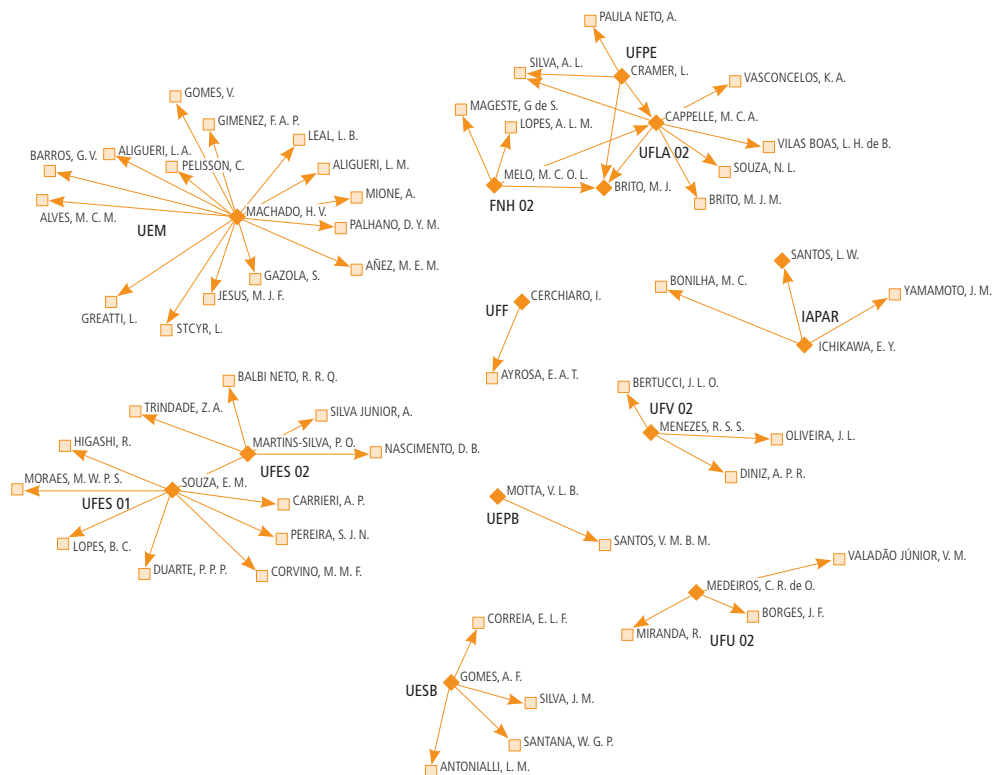 PAULA NETO, A.
UFPE
SILVA, A. L.
CRAMER, L.
VASCONCELOS, K. A.
MAGESTE, G de S.
LOPES, A. L. M.
CAPPELLE, M. C. A.
UFLA 02
VILAS BOAS, L. H. de B.
SOUZA, N. L.
MELO, M. C. O. L.
FNH 02
BRITO, M. J.
BRITO, M. J. M.
GOMES, V.
GIMENEZ, F. A. P.
LEAL, L. B.
ALIGUERI, L. A.
BARROS, G. V.
PELISSON, C.
ALIGUERI, L. M.
MIONE, A.
ALVES, M. C. M.
MACHADO, H. V.
UEM
PALHANO, D. Y. M.
AÑEZ, M. E. M.
GAZOLA, S.
JESUS, M. J. F.
GREATTI, L.
STCYR, L.
SANTOS, L. W.
BONILHA, M. C.
YAMAMOTO, J. M.
IAPAR
ICHIKAWA, E. Y.
CERCHIARO, I.
UFF
AYROSA, E. A. T.
BALBI NETO, R. R. Q.
TRINDADE, Z. A.
SILVA JUNIOR, A.
MARTINS-SILVA, P. O.
NASCIMENTO, D. B.
UFES 02
HIGASHI, R.
MORAES, M. W. P. S.
SOUZA, E. M.
UFES 01
CARRIERI, A. P.
PEREIRA, S. J. N.
LOPES, B. C.
DUARTE, P. P. P.
CORVINO, M. M. F.
BERTUCCI, J. L. O.
UFV 02
MENEZES, R. S. S.
OLIVEIRA, J. L.
DINIZ, A. P. R.
MOTTA, V. L. B.
UEPB
SANTOS, V. M. B. M.
VALADÃO JÚNIOR, V. M.
MEDEIROS, C. R. de O.
BORGES, J. F.
MIRANDA, R.
UFU 02
CORREIA, E. L. F.
GOMES, A. F.
UESB
SILVA, J. M.
SANTANA, W. G. P.
ANTONIALLI, L. M.